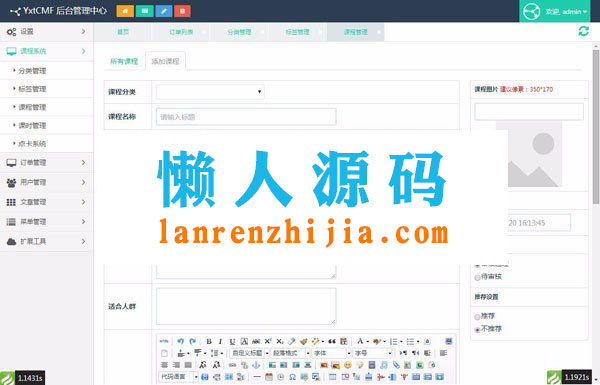 YxtCMF 后台管理中心
欢迎, admin
设置
首页
订单列表
分类管理
标签管理
课程管理
课程系统
所有课程
添加课程
分类管理
标签管理
课程管理
课时管理
点卡系统
订单管理
用户管理
文章管理
菜单管理
扩展工具
课程分类
课程名称
请输入标题
课程图片 建议像素：350*170
懒人源码
lanrenzhijia.com
20 16:13:45
待审核
推荐设置
推荐
不推荐
适合人群
HTML
自定义标题
段落格式
字体
字号
代码语言
1.1431s
1.1921s